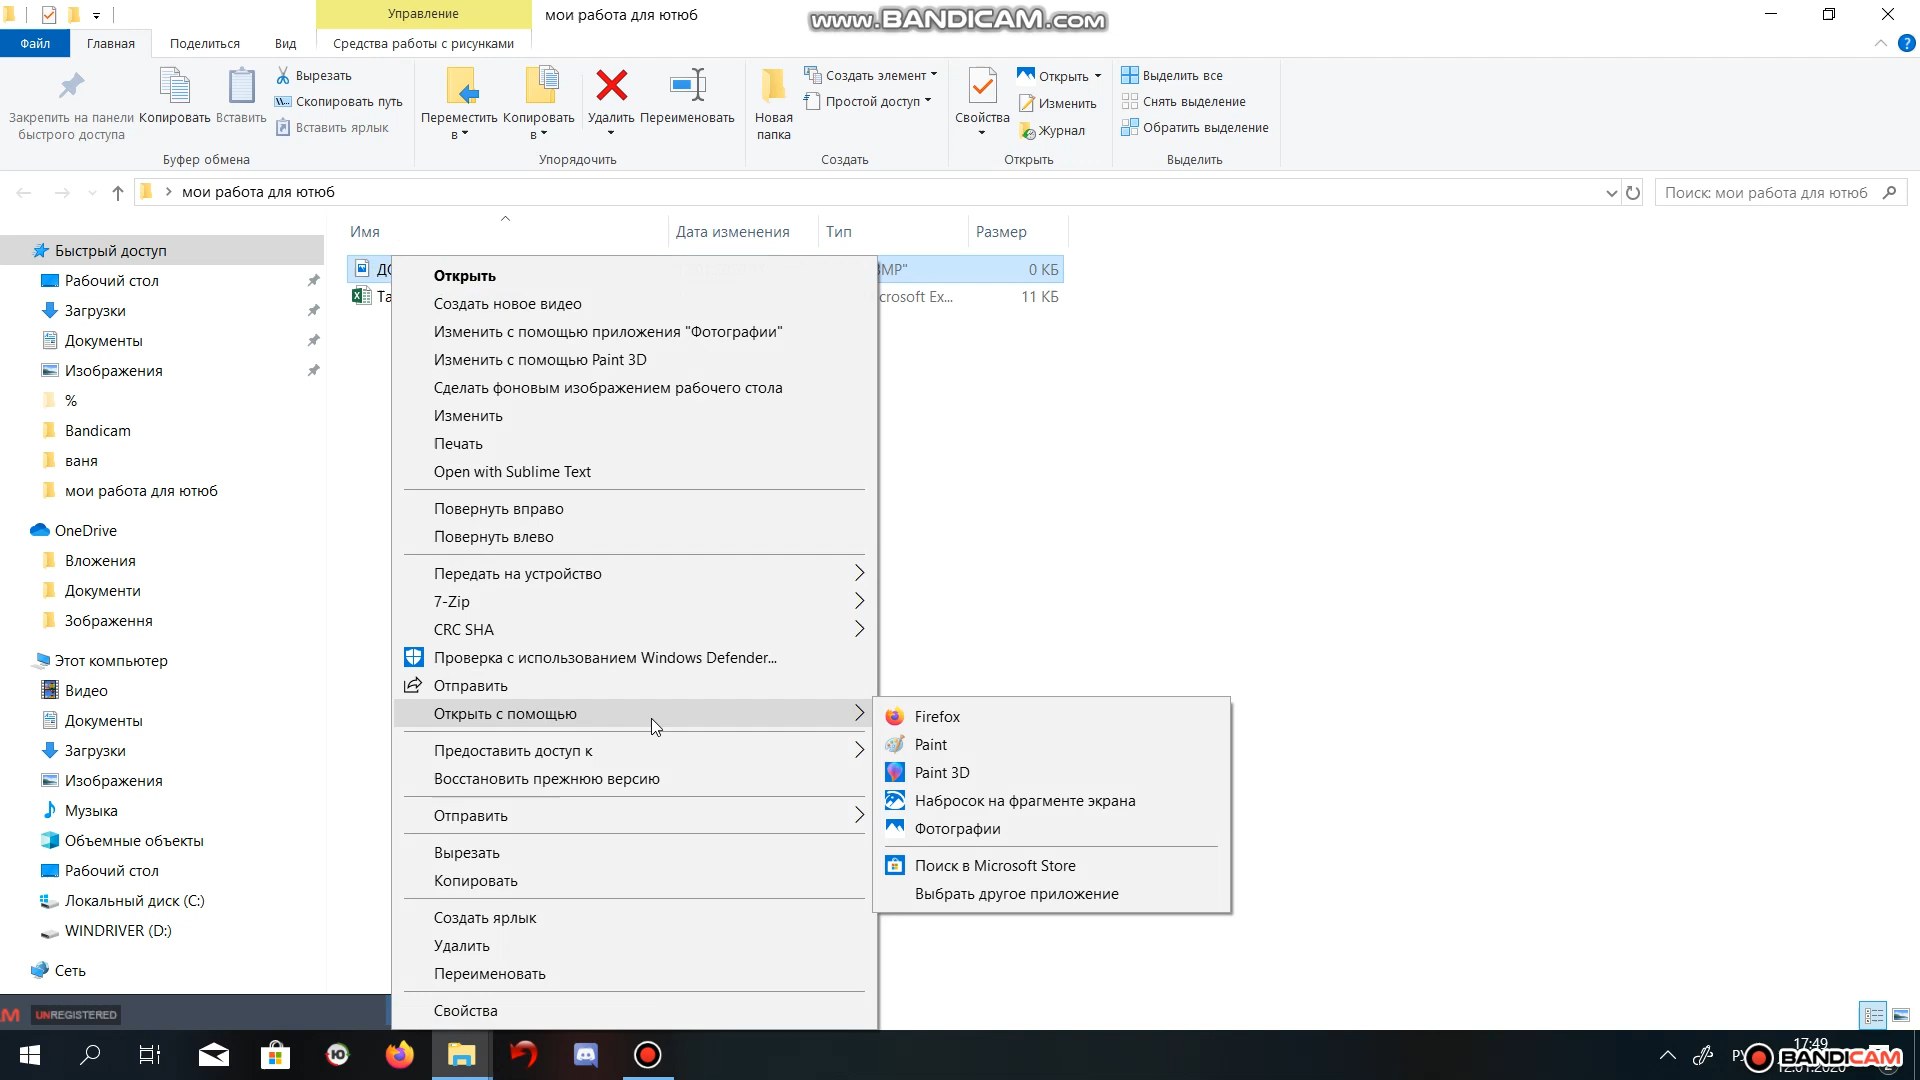 Управление
мои работа для ютюб
www.BANDICAM.com
Файл
Главная
Поделиться
Вид
Средства работы с рисунками
Закрепить на панели быстрого доступа
Копировать
Вставить
Вырезать
Скопировать путь
Вставить ярлык
Буфер обмена
Переместить в
Копировать в
Удалить
Переименовать
Упорядочить
Новая папка
Создать элемент
Простой доступ
Создать
Свойства
Открыть
Изменить
Журнал
Открыть
Выделить все
Снять выделение
Обратить выделение
Выделить
мои работа для ютюб
Поиск: мои работа для ютюб
Имя
Дата изменения
Тип
Размер
0 КБ
crosoft Ex...
11 КБ
Быстрый доступ
Рабочий стол
Загрузки
Документы
Изображения
%
Bandicam
ваня
мои работа для ютюб
OneDrive
Вложения
Документи
Зображення
Этот компьютер
Видео
Документы
Загрузки
Изображения
Музыка
Объемные объекты
Рабочий стол
Локальный диск (C:)
WINDRIVER (D:)
Сеть
Открыть
Создать новое видео
Изменить с помощью приложения "Фотографии"
Изменить с помощью Paint 3D
Сделать фоновым изображением рабочего стола
Изменить
Печать
Open with Sublime Text
Повернуть вправо
Повернуть влево
Передать на устройство
7-Zip
CRC SHA
Проверка с использованием Windows Defender...
Отправить
Открыть с помощью
Предоставить доступ к
Восстановить прежнюю версию
Отправить
Вырезать
Копировать
Создать ярлык
Удалить
Переименовать
Свойства
Firefox
Paint
Paint 3D
Набросок на фрагменте экрана
Фотографии
Поиск в Microsoft Store
Выбрать другое приложение
UNREGISTERED
17:49
BANDICAM